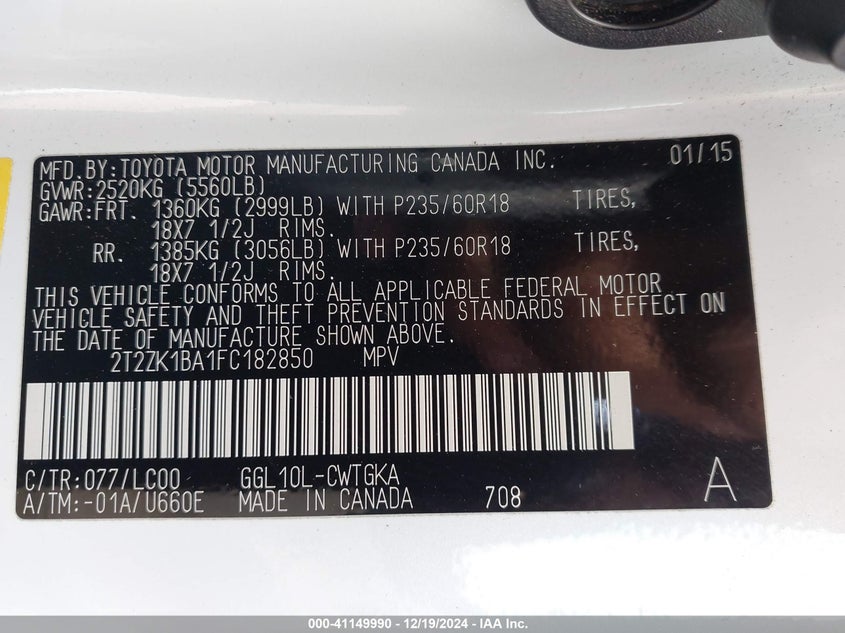 MFD.BY:TOYOTA MOTOR MANUFACTURING CANADA INC. 01/15
GVWR:2520KG (5560LB)
GAWR:FRT. 1360KG (2999LB) WITH P235/60R18 TIRES,
18X7 1/2J RIMS.
RR. 1385KG (3056LB) WITH P235/60R18 TIRES,
18X7 1/2J RIMS.
THIS VEHICLE CONFORMS TO ALL APPLICABLE FEDERAL MOTOR
VEHICLE SAFETY AND THEFT PREVENTION STANDARDS IN EFFECT ON
THE DATE OF MANUFACTURE SHOWN ABOVE.
2T2ZK1BA1FC182850 MPV
C/TR:077/LC00 GGL10L-CWTGKA
A/TM:-01A/U660E MADE IN CANADA 708 A
000-41149990 - 12/19/2024 - IAA Inc.